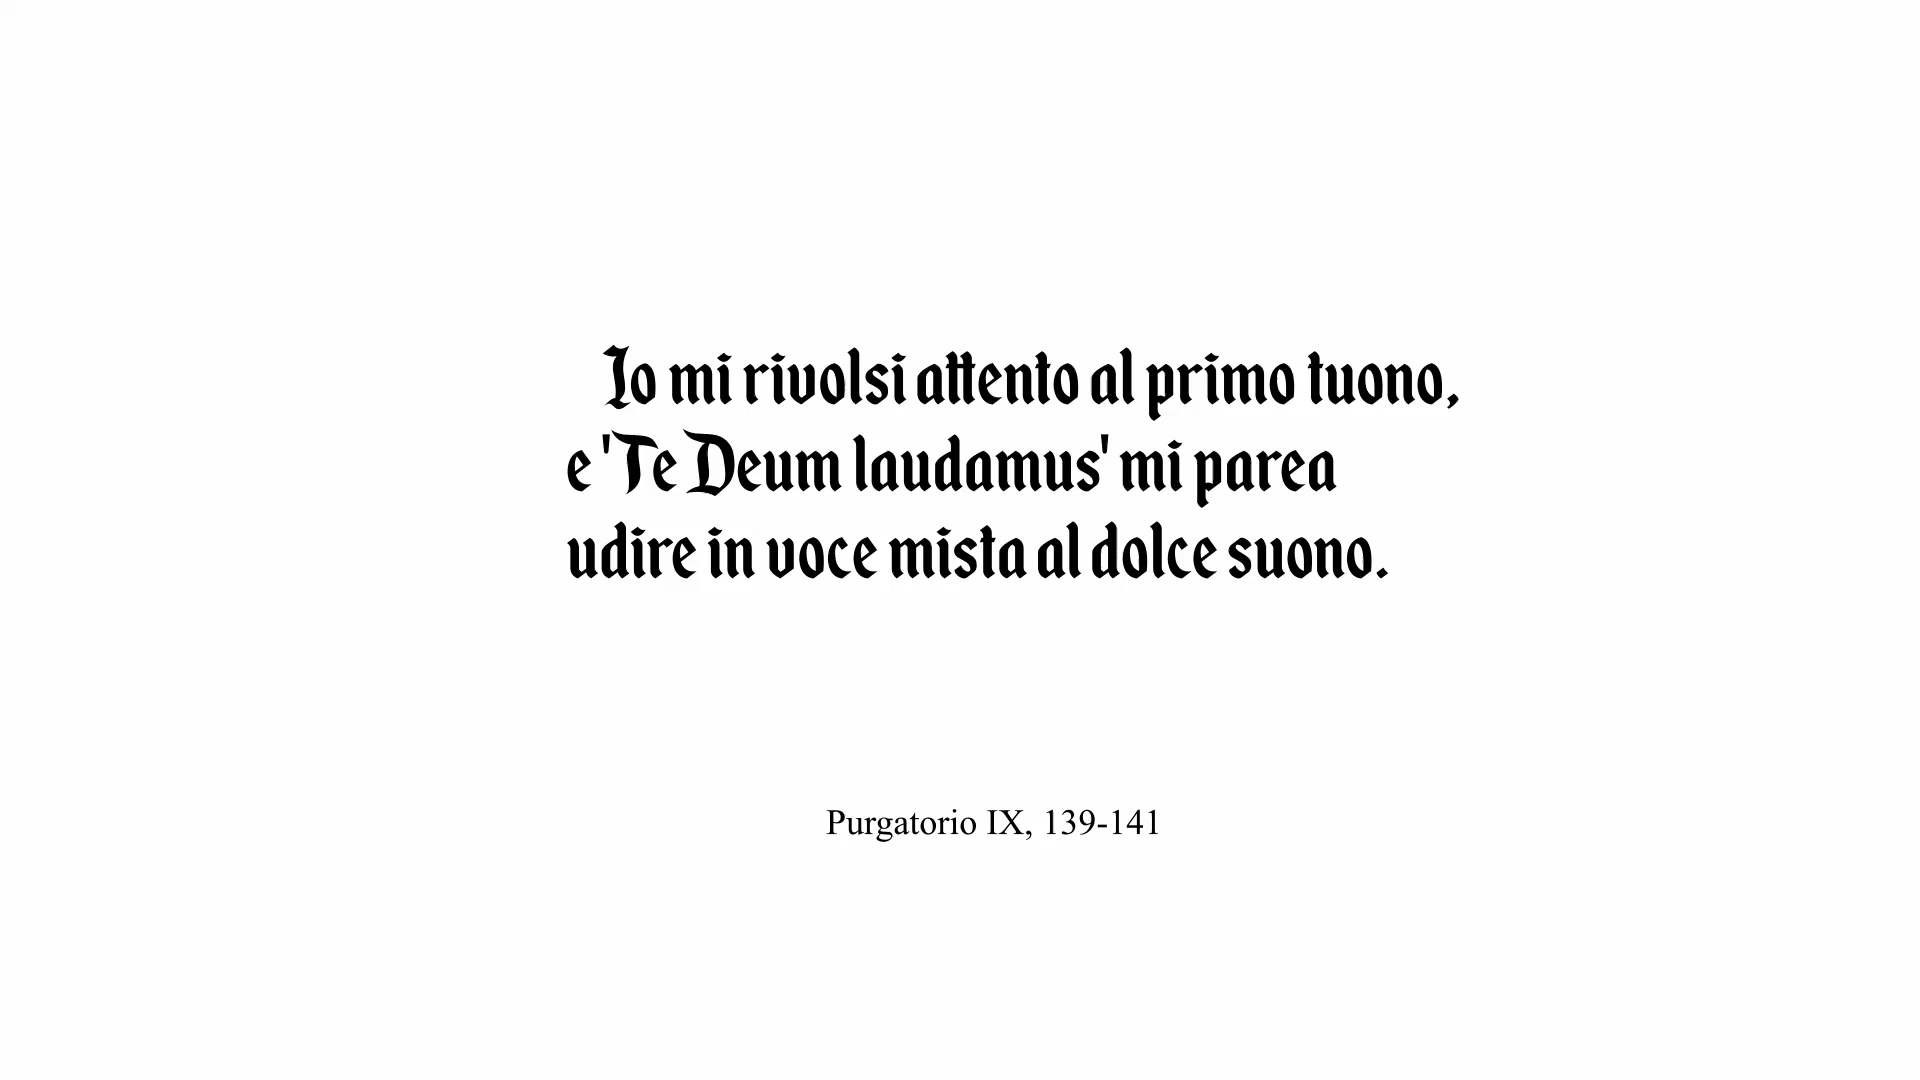 Io mi rivolsi attento al primo tuono,
e 'Te Deum laudamus' mi parea
udire in voce mista al dolce suono.
Purgatorio IX, 139-141